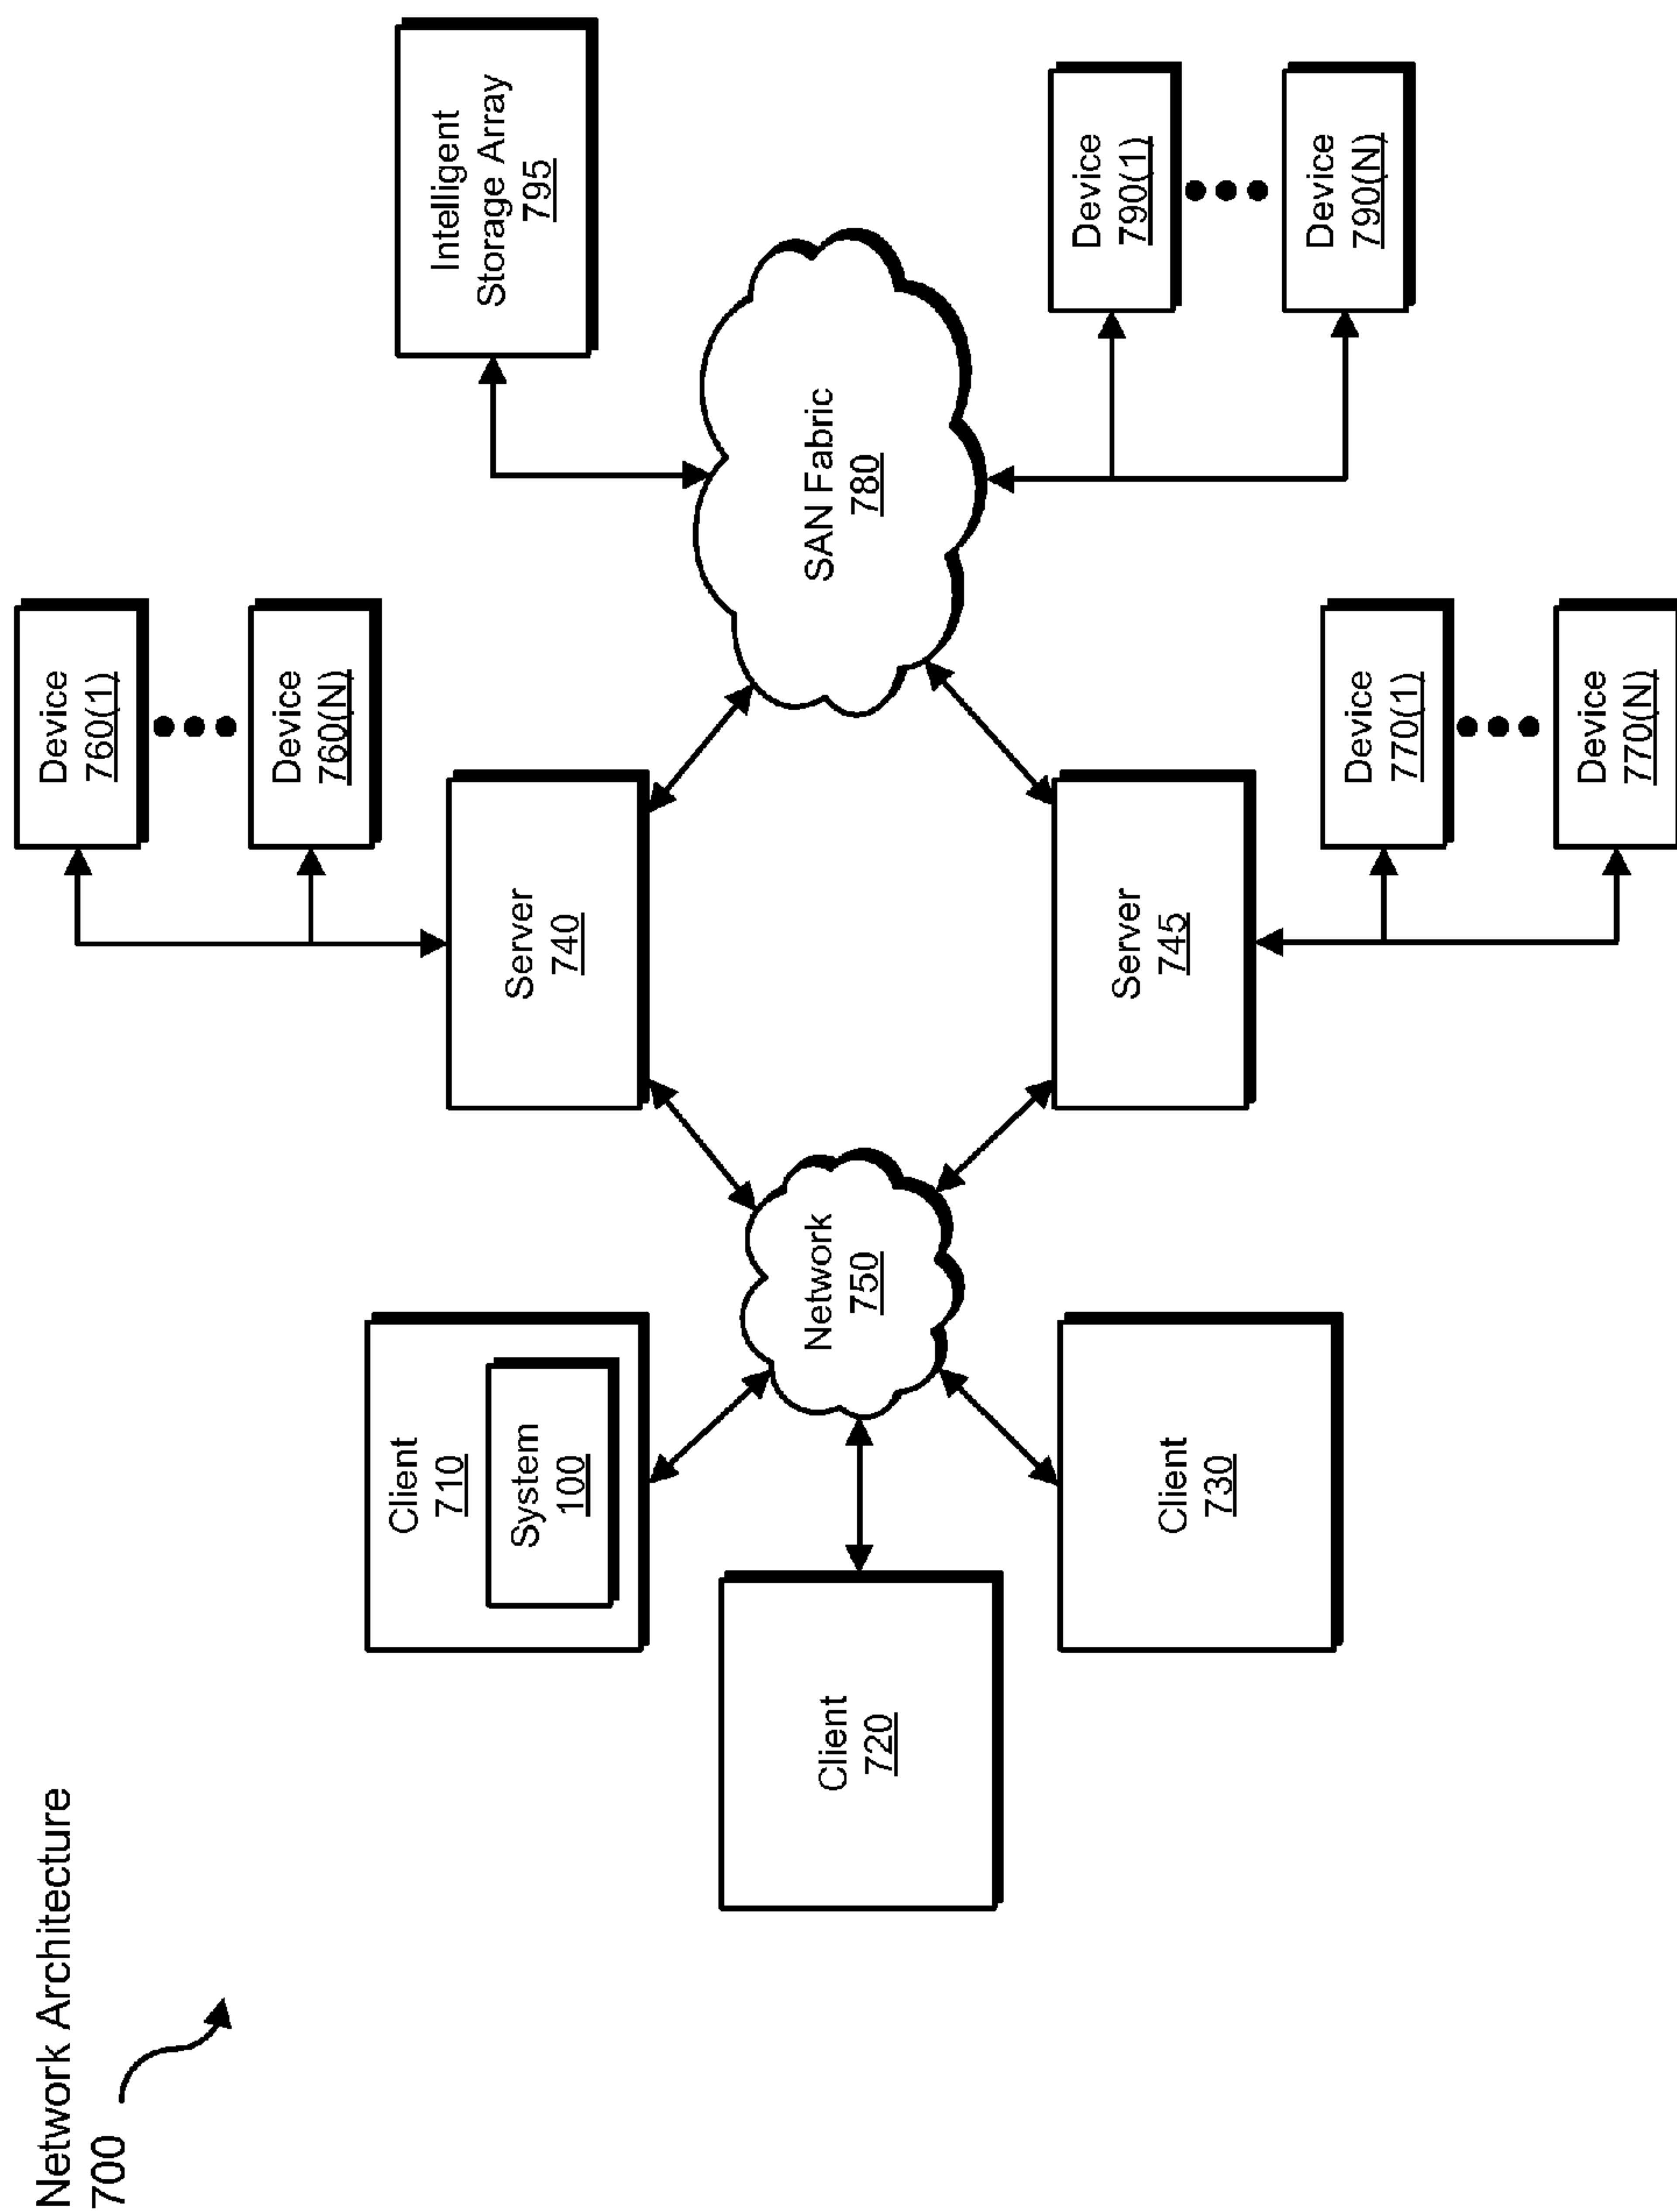 Network Architecture
700
Client
710
System
100
Client
720
Client
730
Network
750
Server
740
Server
745
Device
760(1)
Device
760(N)
Device
770(1)
Device
770(N)
SAN Fabric
780
Intelligent
Storage Array
795
Device
790(1)
Device
790(N)